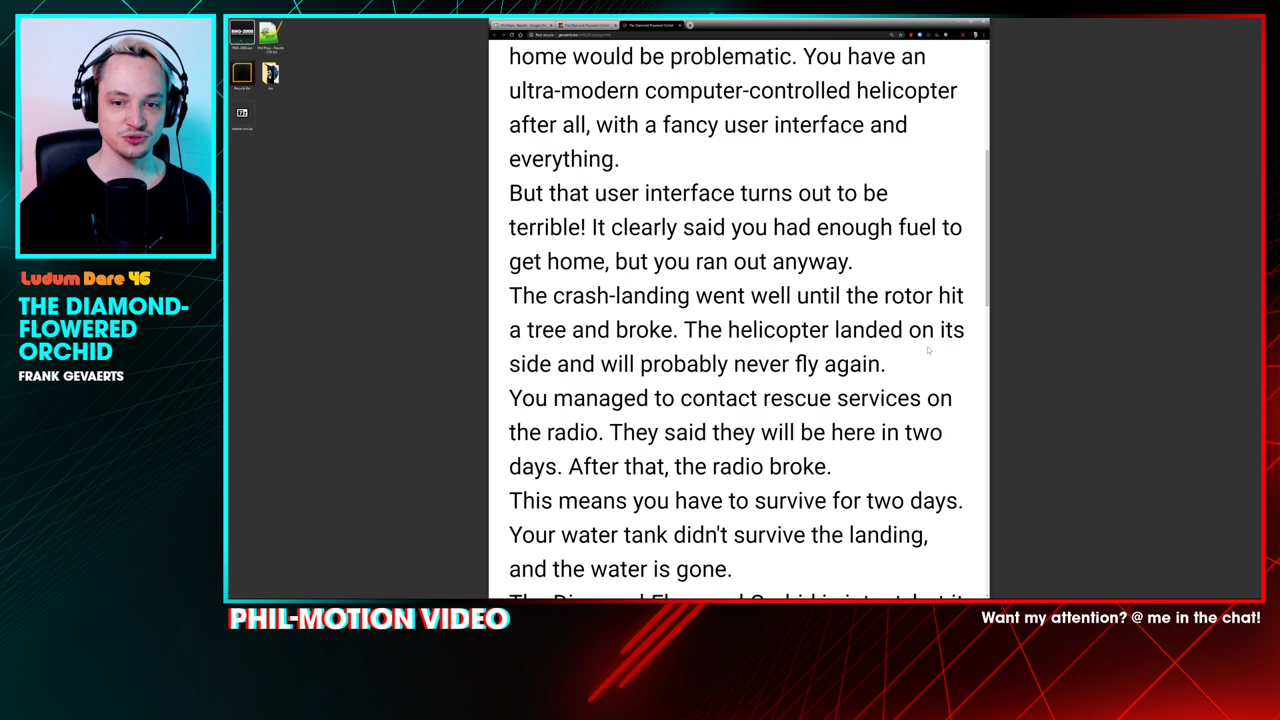 Ludum Dare 46
THE DIAMOND-
FLOWERED
ORCHID
FRANK GEVAERTS
home would be problematic. You have an
ultra-modern computer-controlled helicopter
after all, with a fancy user interface and
everything.
But that user interface turns out to be
terrible! It clearly said you had enough fuel to
get home, but you ran out anyway.
The crash-landing went well until the rotor hit
a tree and broke. The helicopter landed on its
side and will probably never fly again.
You managed to contact rescue services on
the radio. They said they will be here in two
days. After that, the radio broke.
This means you have to survive for two days.
Your water tank didn't survive the landing,
and the water is gone.
PHIL-MOTION VIDEO
Want my attention? @ me in the chat!